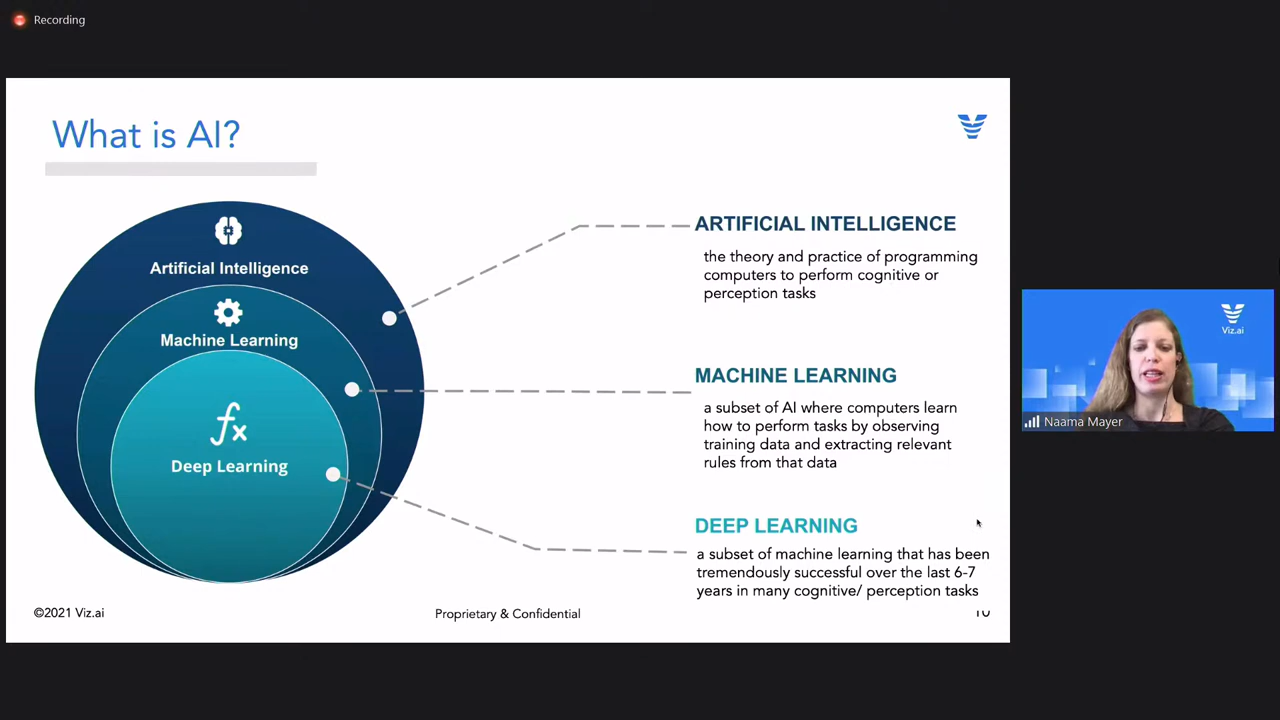 Recording
What is AI?
Artificial Intelligence
Machine Learning
fx
Deep Learning
ARTIFICIAL INTELLIGENCE
the theory and practice of programming
computers to perform cognitive or
perception tasks
MACHINE LEARNING
a subset of AI where computers learn
how to perform tasks by observing
training data and extracting relevant
rules from that data
DEEP LEARNING
a subset of machine learning that has been
tremendously successful over the last 6-7
years in many cognitive/ perception tasks
©2021 Viz.ai
Proprietary & Confidential
Viz.ai
Naama Mayer